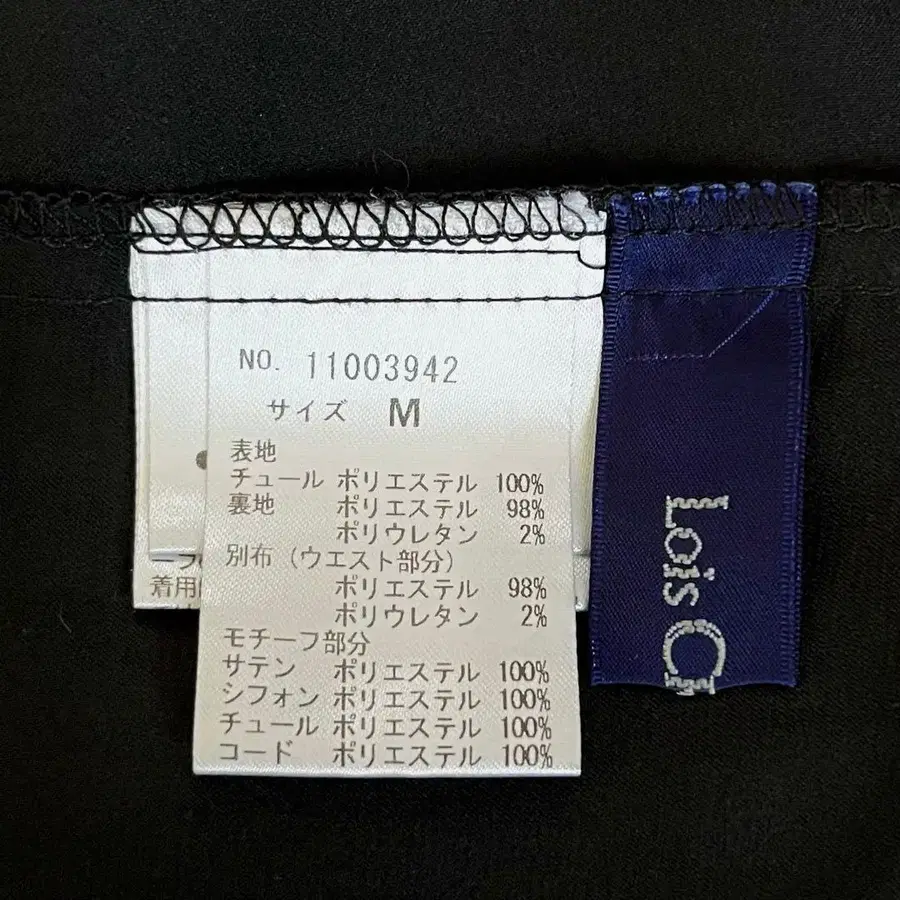 NO. 11003942
サイズ M
表地
チュール ポリエステル 100%
裏地 ポリエステル 98%
ポリウレタン 2%
別布（ウエスト部分）
ポリエステル 98%
ポリウレタン 2%
モチーフ部分
サテン ポリエステル 100%
シフォン ポリエステル 100%
チュール ポリエステル 100%
コード ポリエステル 100%
着用
Lois C